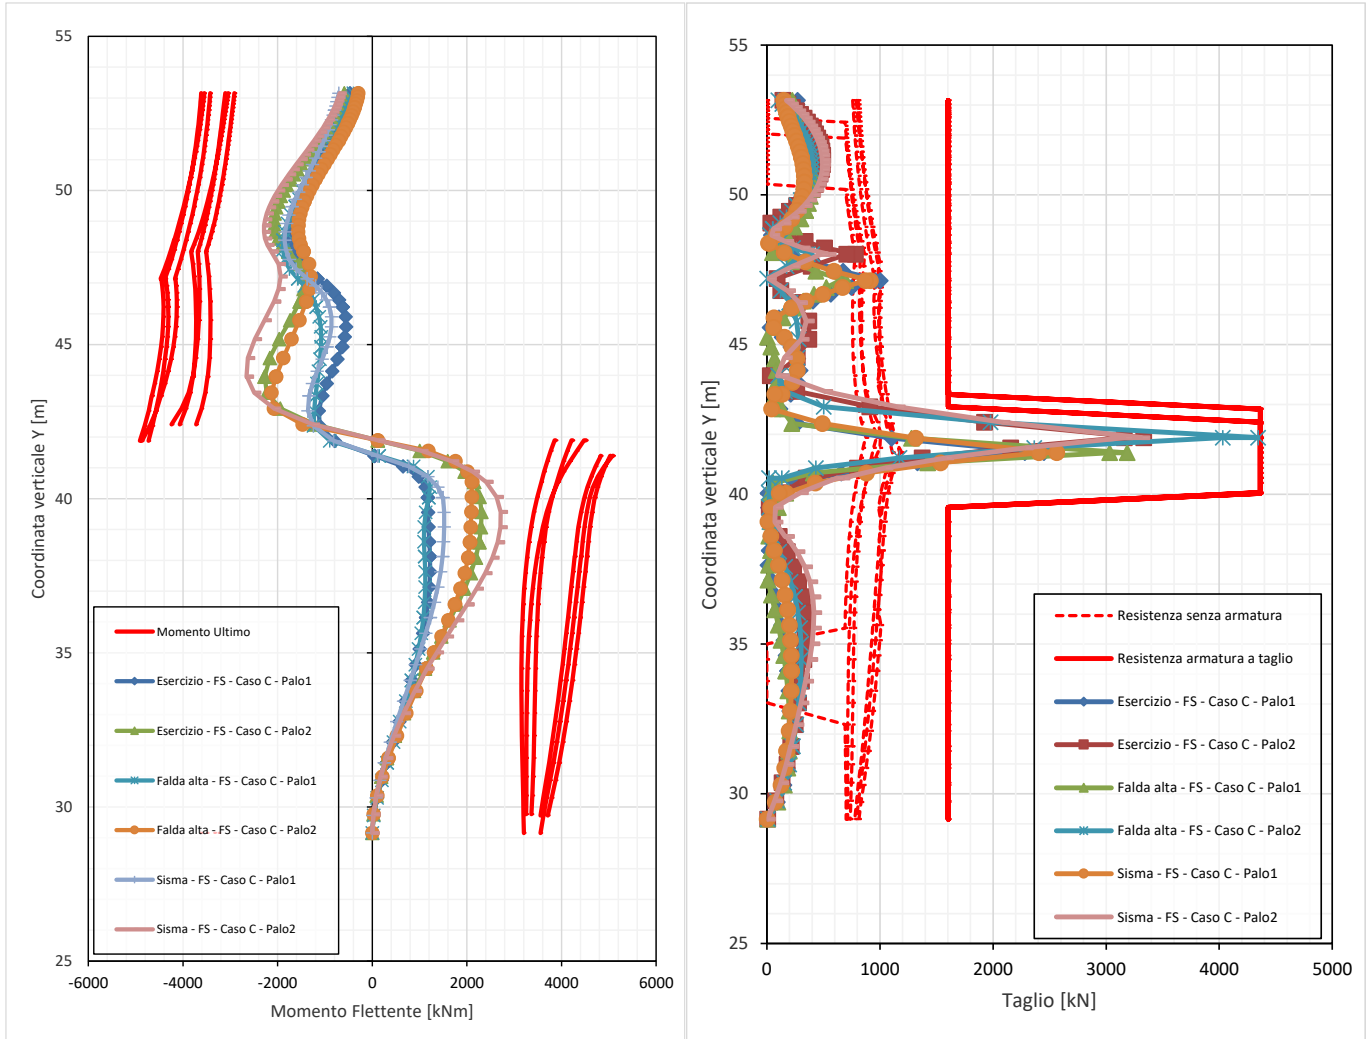 55
50
45
40
35
30
25
Coordinata verticale Y [m]
-6000
-4000
-2000
0
2000
4000
6000
Momento Flettente [kNm]
Momento Ultimo
Esercizio - FS - Caso C - Palo1
Esercizio - FS - Caso C - Palo2
Falda alta - FS - Caso C - Palo1
Falda alta - FS - Caso C - Palo2
Sisma - FS - Caso C - Palo1
Sisma - FS - Caso C - Palo2
55
50
45
40
35
30
25
Coordinata verticale Y [m]
0
1000
2000
3000
4000
5000
Taglio [kN]
Resistenza senza armatura
Resistenza armatura a taglio
Esercizio - FS - Caso C - Palo1
Esercizio - FS - Caso C - Palo2
Falda alta - FS - Caso C - Palo1
Falda alta - FS - Caso C - Palo2
Sisma - FS - Caso C - Palo1
Sisma - FS - Caso C - Palo2